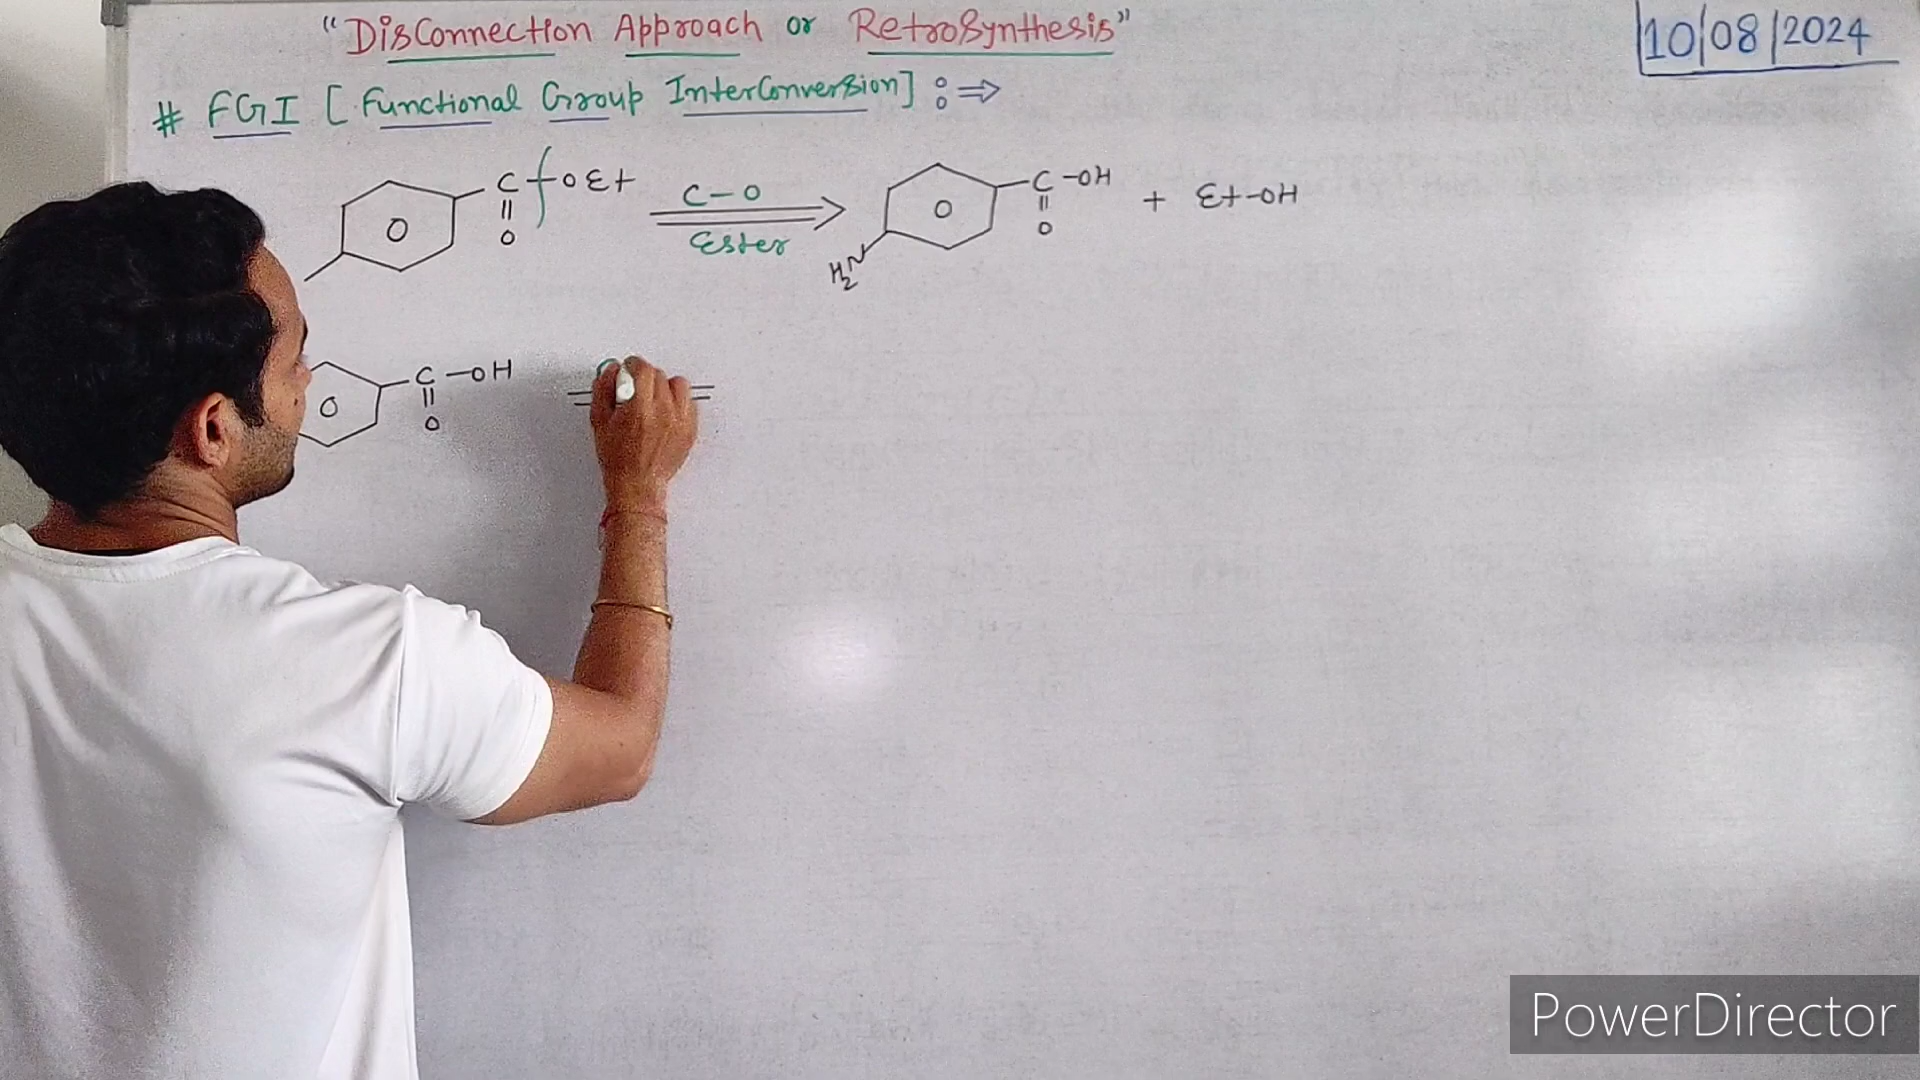 "Disconnection Approach or Retrosynthesis"
10/08/2024
# FGI [Functional Group InterConversion] :⇒
C-OEt
||
O
C-O
Ester
C-OH
||
O
H2N
+ Et-OH
O
O
C-OH
||
O
O
PowerDirector